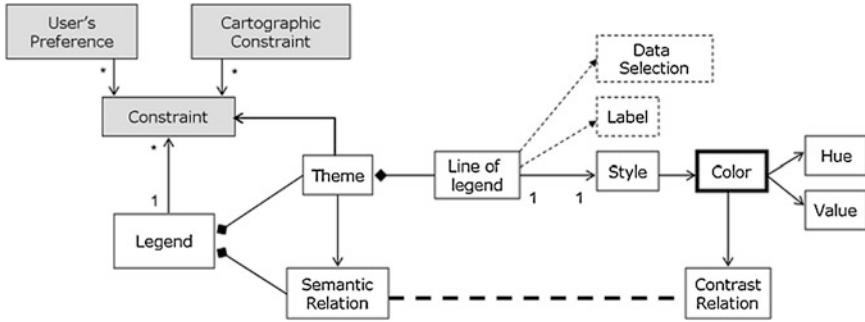 User's
Preference
Cartographic
Constraint
*
*
Constraint
*
1
Legend
Theme
Semantic
Relation
Line of
legend
1
1
Data
Selection
Label
Style
Color
Hue
Value
Contrast
Relation